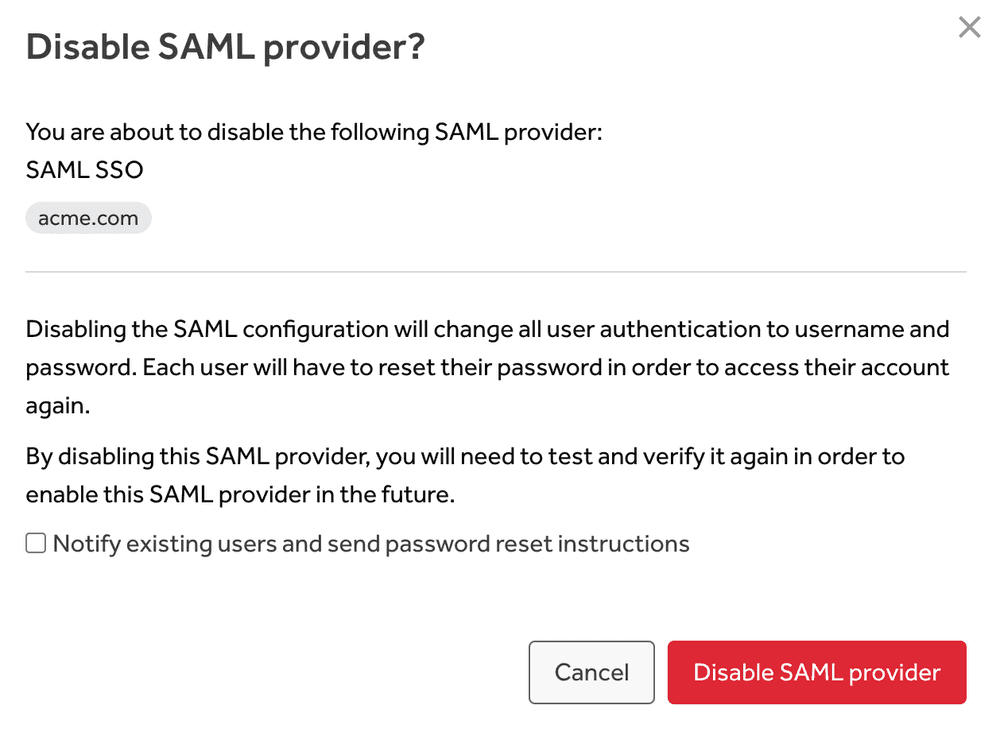 Disable SAML provider?
You are about to disable the following SAML provider:
SAML SSO
acme.com
Disabling the SAML configuration will change all user authentication to username and
password. Each user will have to reset their password in order to access their account
again.
By disabling this SAML provider, you will need to test and verify it again in order to
enable this SAML provider in the future.
Notify existing users and send password reset instructions
Cancel
Disable SAML provider